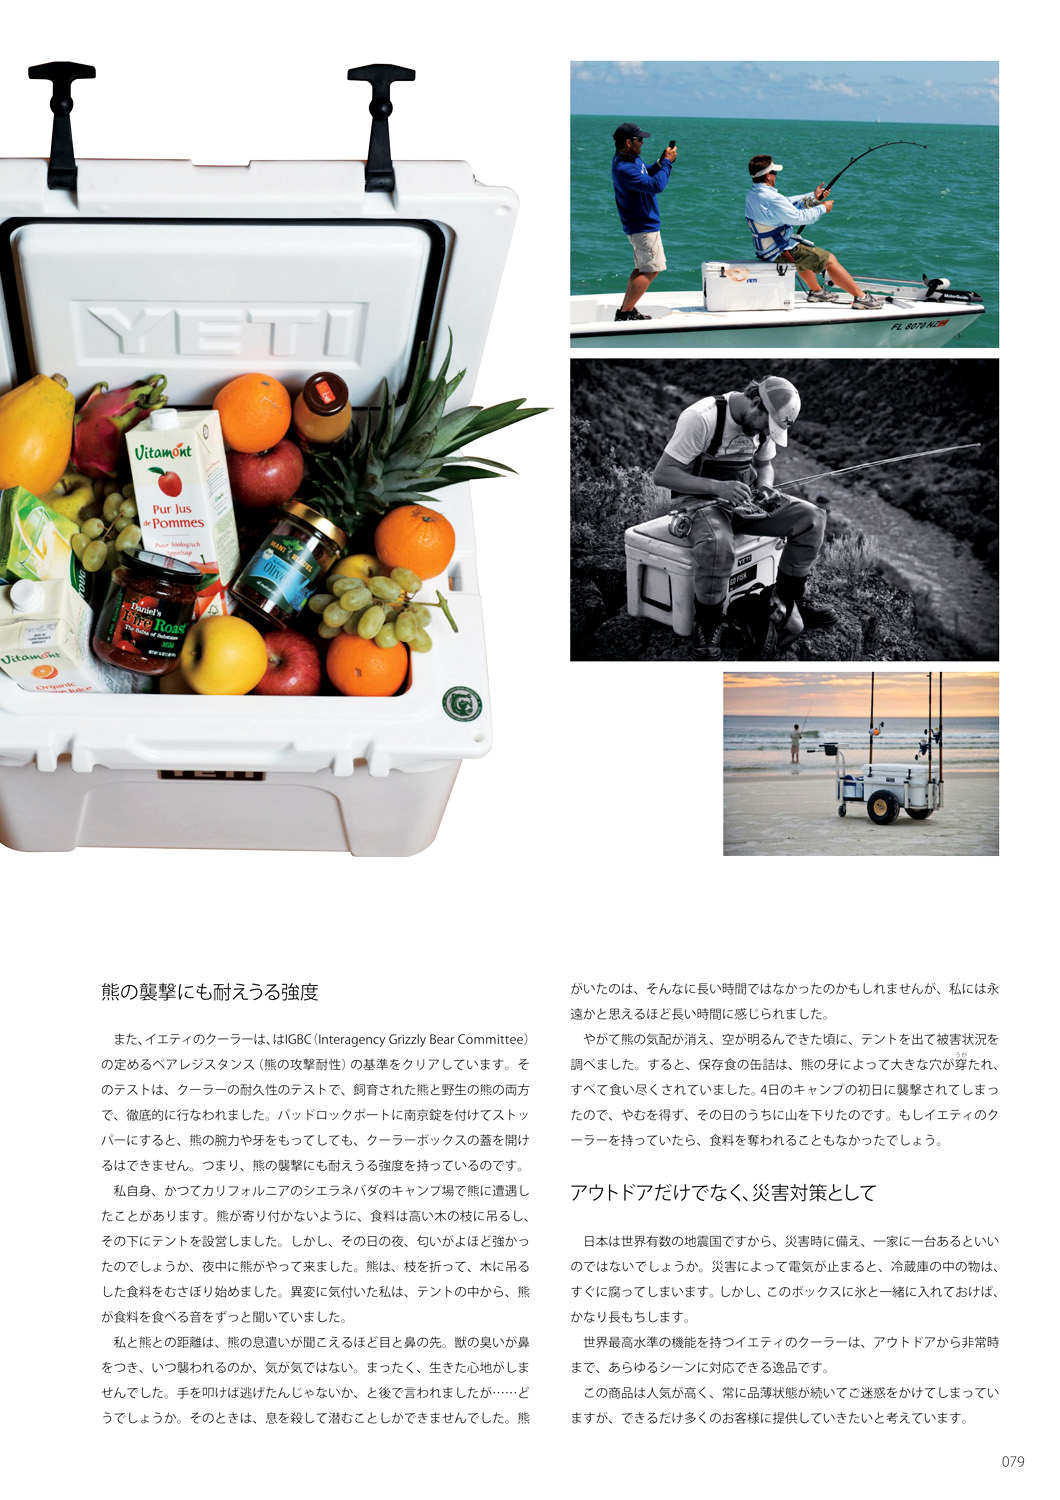 YETI
Vitamont
Pur Jus
de Pommes
Puur biologisch
Appelsap
Daniel's
Fire Roast
The Salsa of Substance
Mild
Olive
Vitamont
Organic
YETI
YETI
FL 8070 NZ
MotorGuide
YETI
GO FISH
熊の襲撃にも耐えうる強度
また、イエティのクーラーは、はIGBC（Interagency Grizzly Bear Committee）
の定めるベアレジスタンス（熊の攻撃耐性）の基準をクリアしています。そ
のテストは、クーラーの耐久性のテストで、飼育された熊と野生の熊の両方
で、徹底的に行なわれました。パッドロックポートに南京錠を付けてストッ
パーにすると、熊の腕力や牙をもってしても、クーラーボックスの蓋を開け
るはできません。つまり、熊の襲撃にも耐えうる強度を持っているのです。
私自身、かつてカリフォルニアのシエラネバダのキャンプ場で熊に遭遇し
たことがあります。熊が寄り付かないように、食料は高い木の枝に吊るし、
その下にテントを設営しました。しかし、その日の夜、匂いがよほど強かっ
たのでしょうか、夜中に熊がやって来ました。熊は、枝を折って、木に吊る
した食料をむさぼり始めました。異変に気付いた私は、テントの中から、熊
が食料を食べる音をずっと聞いていました。
私と熊との距離は、熊の息遣いが聞こえるほど目と鼻の先。獣の臭いが鼻
をつき、いつ襲われるのか、気が気ではない。まったく、生きた心地がしま
せんでした。手を叩けば逃げたんじゃないか、と後で言われましたが……ど
うでしょうか。そのときは、息を殺して潜むことしかできませんでした。熊
がいたのは、そんなに長い時間ではなかったのかもしれませんが、私には永
遠かと思えるほど長い時間に感じられました。
やがて熊の気配が消え、空が明るんできた頃に、テントを出て被害状況を
調べました。すると、保存食の缶詰は、熊の牙によって大きな穴が穿たれ、
うが
すべて食い尽くされていました。4日のキャンプの初日に襲撃されてしまっ
たので、やむを得ず、その日のうちに山を下りたのです。もしイエティのク
ーラーを持っていたら、食料を奪われることもなかったでしょう。
アウトドアだけでなく、災害対策として
日本は世界有数の地震国ですから、災害時に備え、一家に一台あるといい
のではないでしょうか。災害によって電気が止まると、冷蔵庫の中の物は、
すぐに腐ってしまいます。しかし、このボックスに氷と一緒に入れておけば、
かなり長もちします。
世界最高水準の機能を持つイエティのクーラーは、アウトドアから非常時
まで、あらゆるシーンに対応できる逸品です。
この商品は人気が高く、常に品薄状態が続いてご迷惑をかけてしまってい
ますが、できるだけ多くのお客様に提供していきたいと考えています。
079